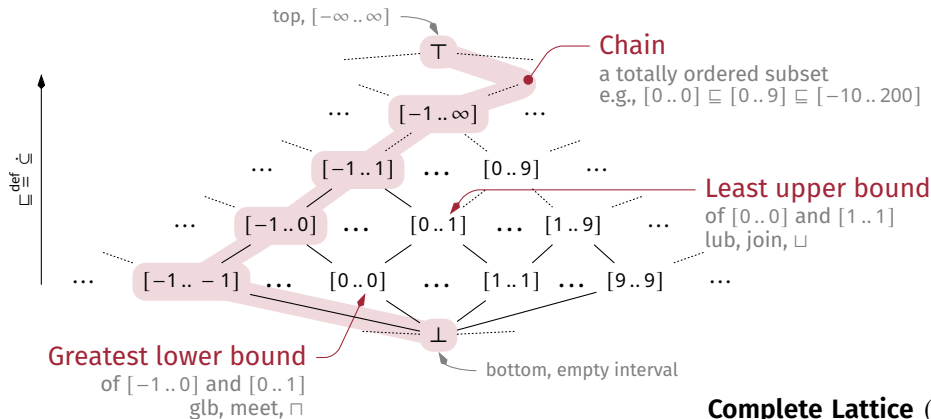 top, [−∞ .. ∞]
⊤
Chain
a totally ordered subset
e.g., [0 .. 0] ⊑ [0 .. 9] ⊑ [−10 .. 200]
⊑ def= ⊆̇
··· [−1 .. ∞] ···
··· [−1 .. 1] ··· [0 .. 9] ···
Least upper bound
of [0 .. 0] and [1 .. 1]
lub, join, ⊔
··· [−1 .. 0] ··· [0 .. 1] ··· [1 .. 9] ···
··· [−1 .. − 1] ··· [0 .. 0] ··· [1 .. 1] ··· [9 .. 9] ···
⊥
Greatest lower bound
of [−1 .. 0] and [0 .. 1]
glb, meet, ⊓
bottom, empty interval
Complete Lattice (